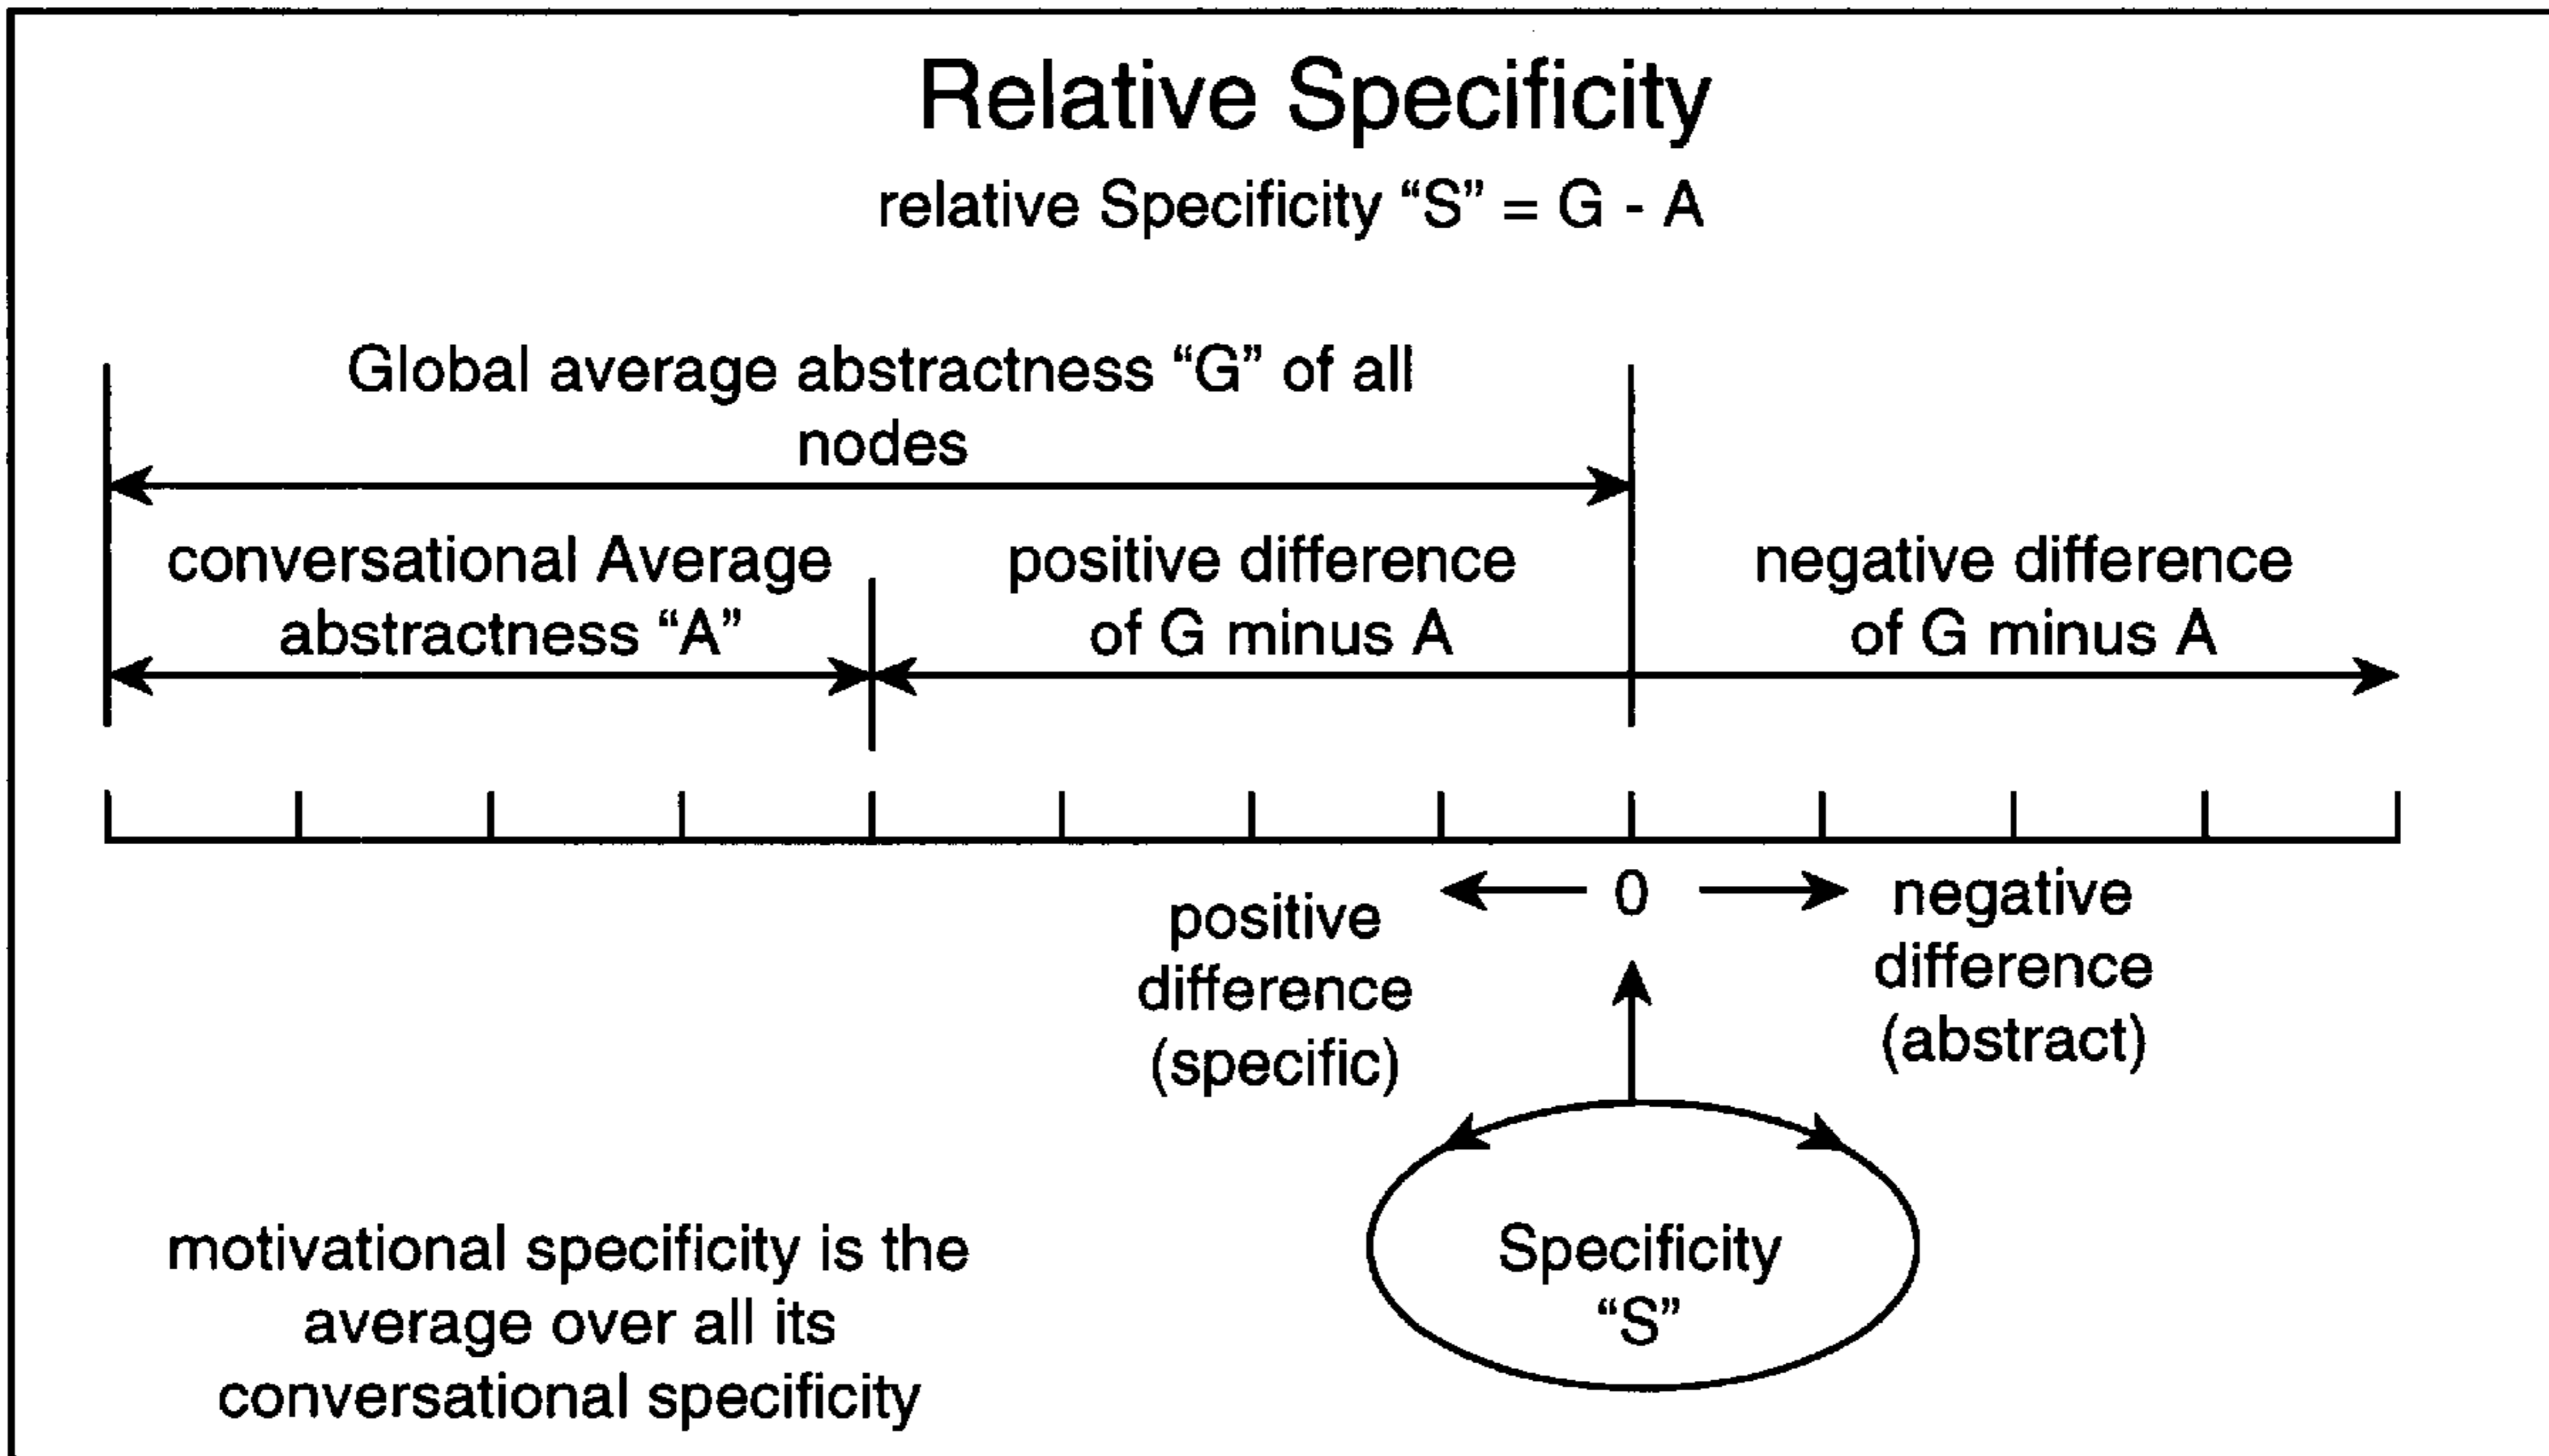 Relative Specificity
relative Specificity “S” = G - A
Global average abstractness “G” of all
nodes
conversational Average
abstractness “A”
positive difference
of G minus A
negative difference
of G minus A
0
positive
difference
(specific)
negative
difference
(abstract)
Specificity
“S”
motivational specificity is the
average over all its
conversational specificity